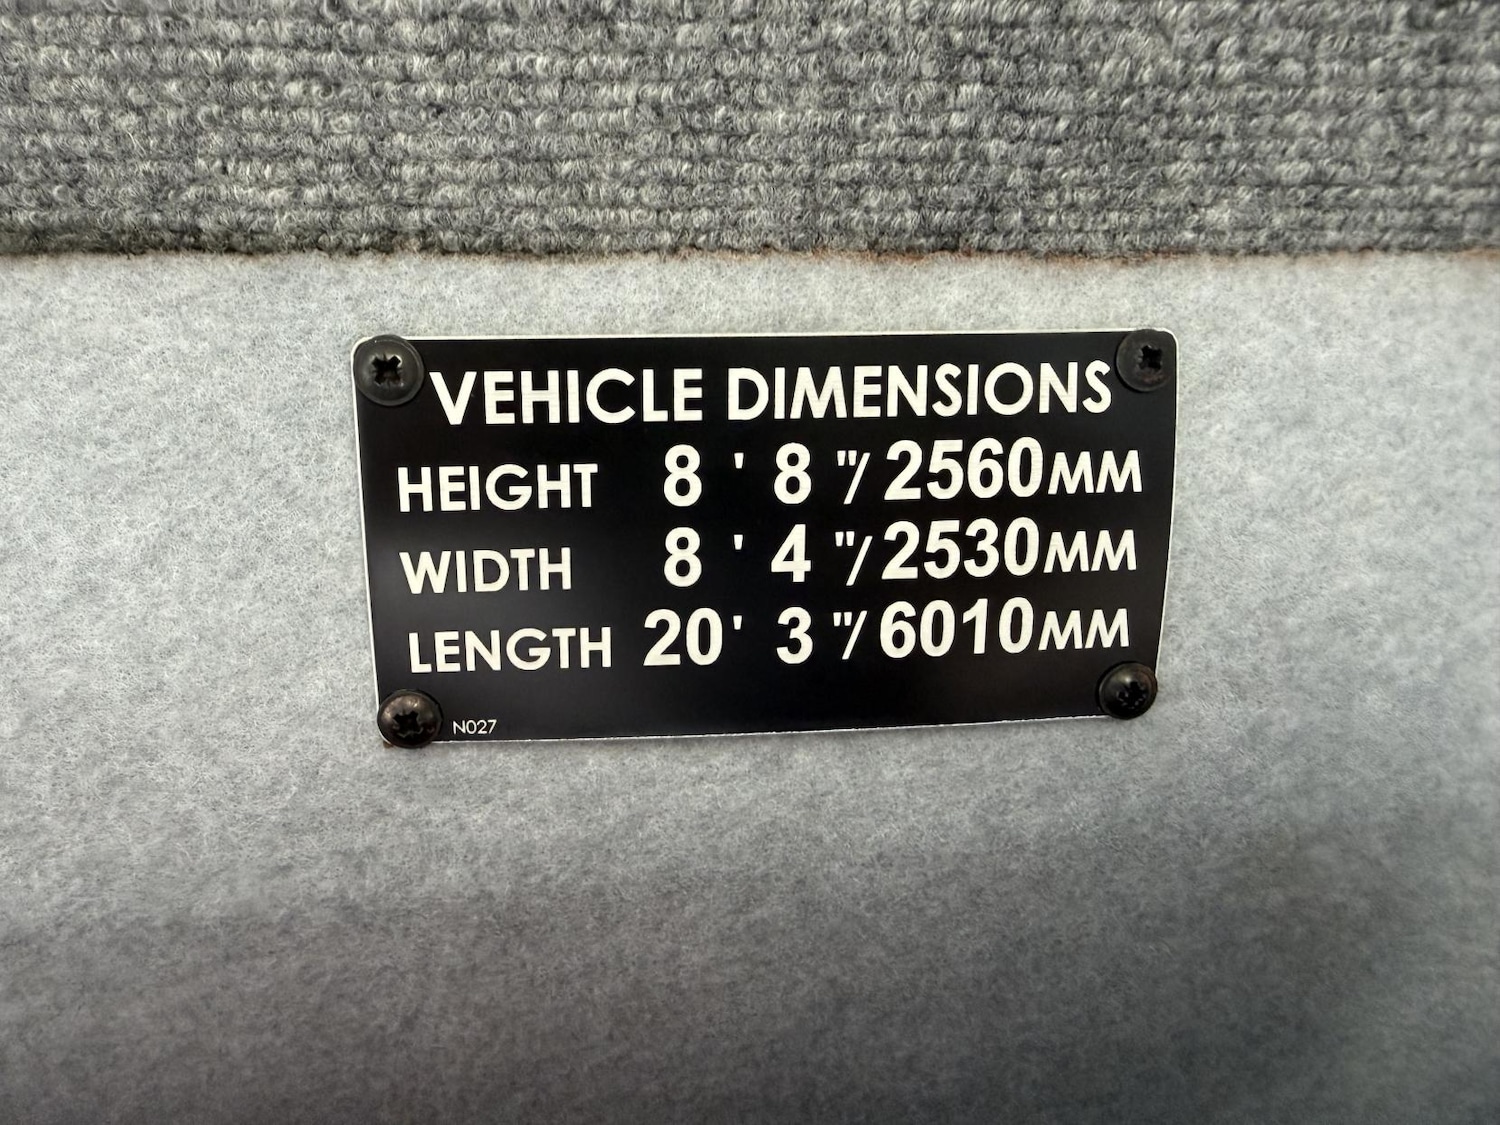 VEHICLE DIMENSIONS
HEIGHT 8 ' 8 "/ 2560MM
WIDTH 8 ' 4 "/ 2530MM
LENGTH 20 ' 3 "/ 6010MM
N027